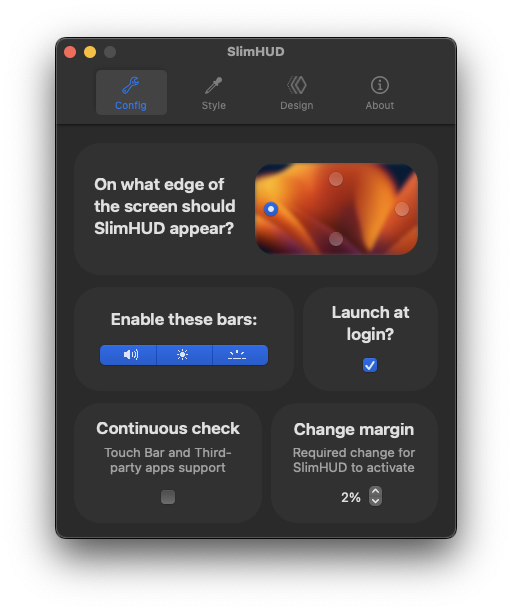 SlimHUD
Config
Style
Design
About
On what edge of
the screen should
SlimHUD appear?
Enable these bars:
Launch at
login?
Continuous check
Touch Bar and Third-
party apps support
Change margin
Required change for
SlimHUD to activate
2%